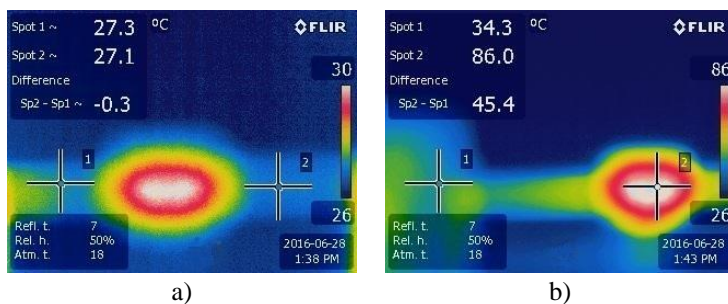 Spot 1 ~ 27.3 °C
Spot 2 ~ 27.1
Difference
Sp2 - Sp1 ~ -0.3
FLIR
30
1
2
26
Refl. t. 7
Rel. h. 50%
Atm. t. 18
2016-06-28
1:38 PM
a)
Spot 1 34.3 °C
Spot 2 86.0
Difference
Sp2 - Sp1 45.4
FLIR
86
1
2
26
Refl. t. 7
Rel. h. 50%
Atm. t. 18
2016-06-28
1:43 PM
b)